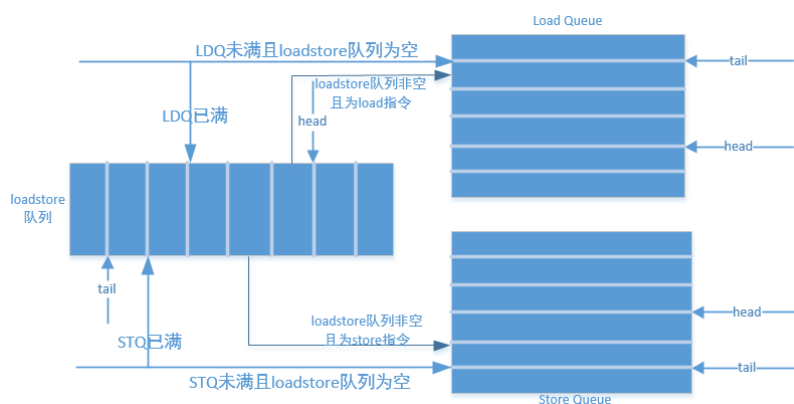 Load Queue
LDQ未满且loadstore队列为空
tail
loadstore队列非空
且为load指令
LDQ已满
head
head
loadstore
队列
tail
head
loadstore队列非空
且为store指令
STQ已满
tail
STQ未满且loadstore队列为空
Store Queue